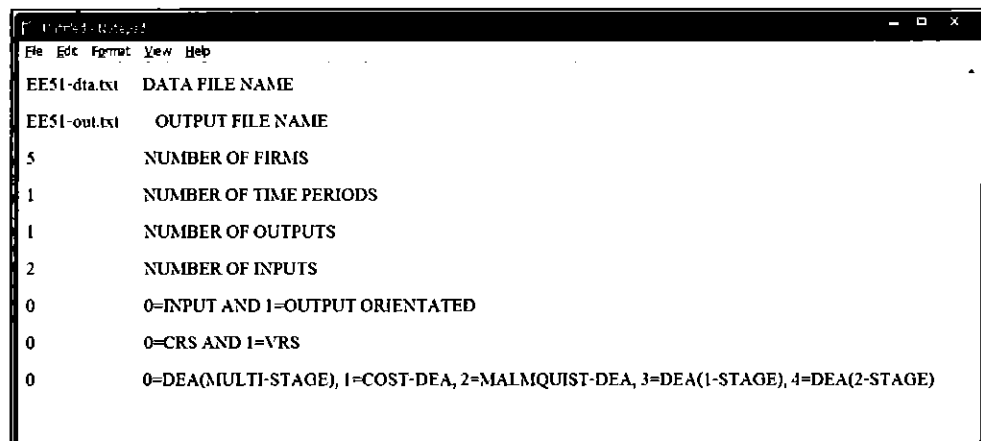 File Edit Format View Help
EE51-dta.txt DATA FILE NAME
EE51-out.txt OUTPUT FILE NAME
5 NUMBER OF FIRMS
1 NUMBER OF TIME PERIODS
1 NUMBER OF OUTPUTS
2 NUMBER OF INPUTS
0 0=INPUT AND 1=OUTPUT ORIENTATED
0 0=CRS AND 1=VRS
0 0=DEA(MULTI-STAGE), 1=COST-DEA, 2=MALMQUIST-DEA, 3=DEA(1-STAGE), 4=DEA(2-STAGE)